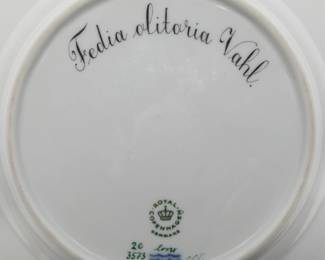 Fedia olitoria Vahl.
ROYAL
COPENHAGEN
DENMARK
20
3573